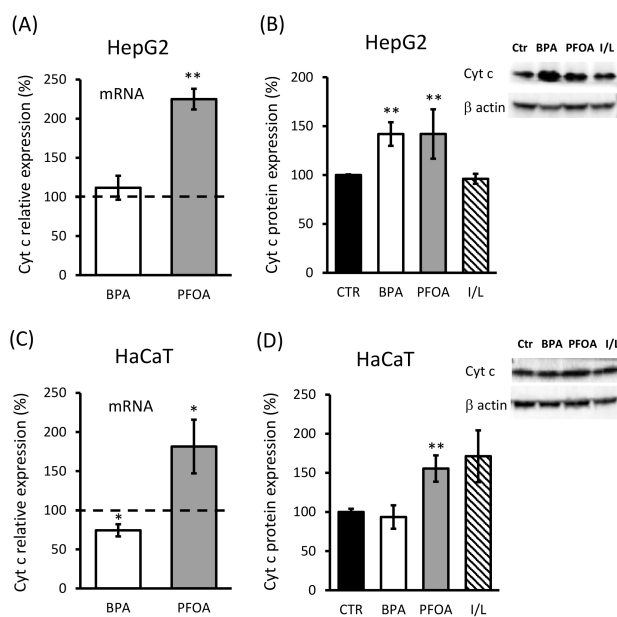 (A)
HepG2
Cyt c relative expression (%)
250
200
150
100
50
0
mRNA
**
BPA PFOA
(B)
HepG2
Cyt c protein expression (%)
200
150
100
50
0
** **
CTR BPA PFOA I/L
Ctr BPA PFOA I/L
Cyt c
β actin
(C)
HaCaT
Cyt c relative expression (%)
250
200
150
100
50
0
mRNA
*
*
BPA PFOA
(D)
HaCaT
Cyt c protein expression (%)
250
200
150
100
50
0
**
CTR BPA PFOA I/L
Ctr BPA PFOA I/L
Cyt c
β actin